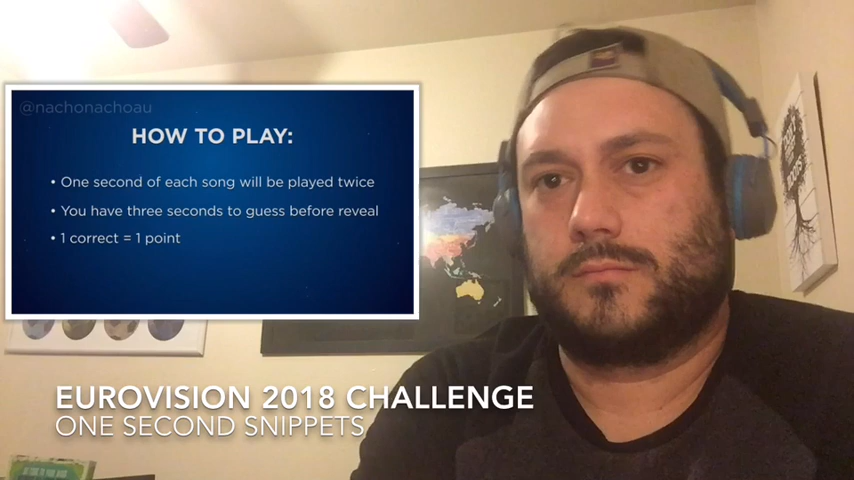 @nachonachoau
HOW TO PLAY:
• One second of each song will be played twice
• You have three seconds to guess before reveal
• 1 correct = 1 point
EUROVISION 2018 CHALLENGE
ONE SECOND SNIPPETS